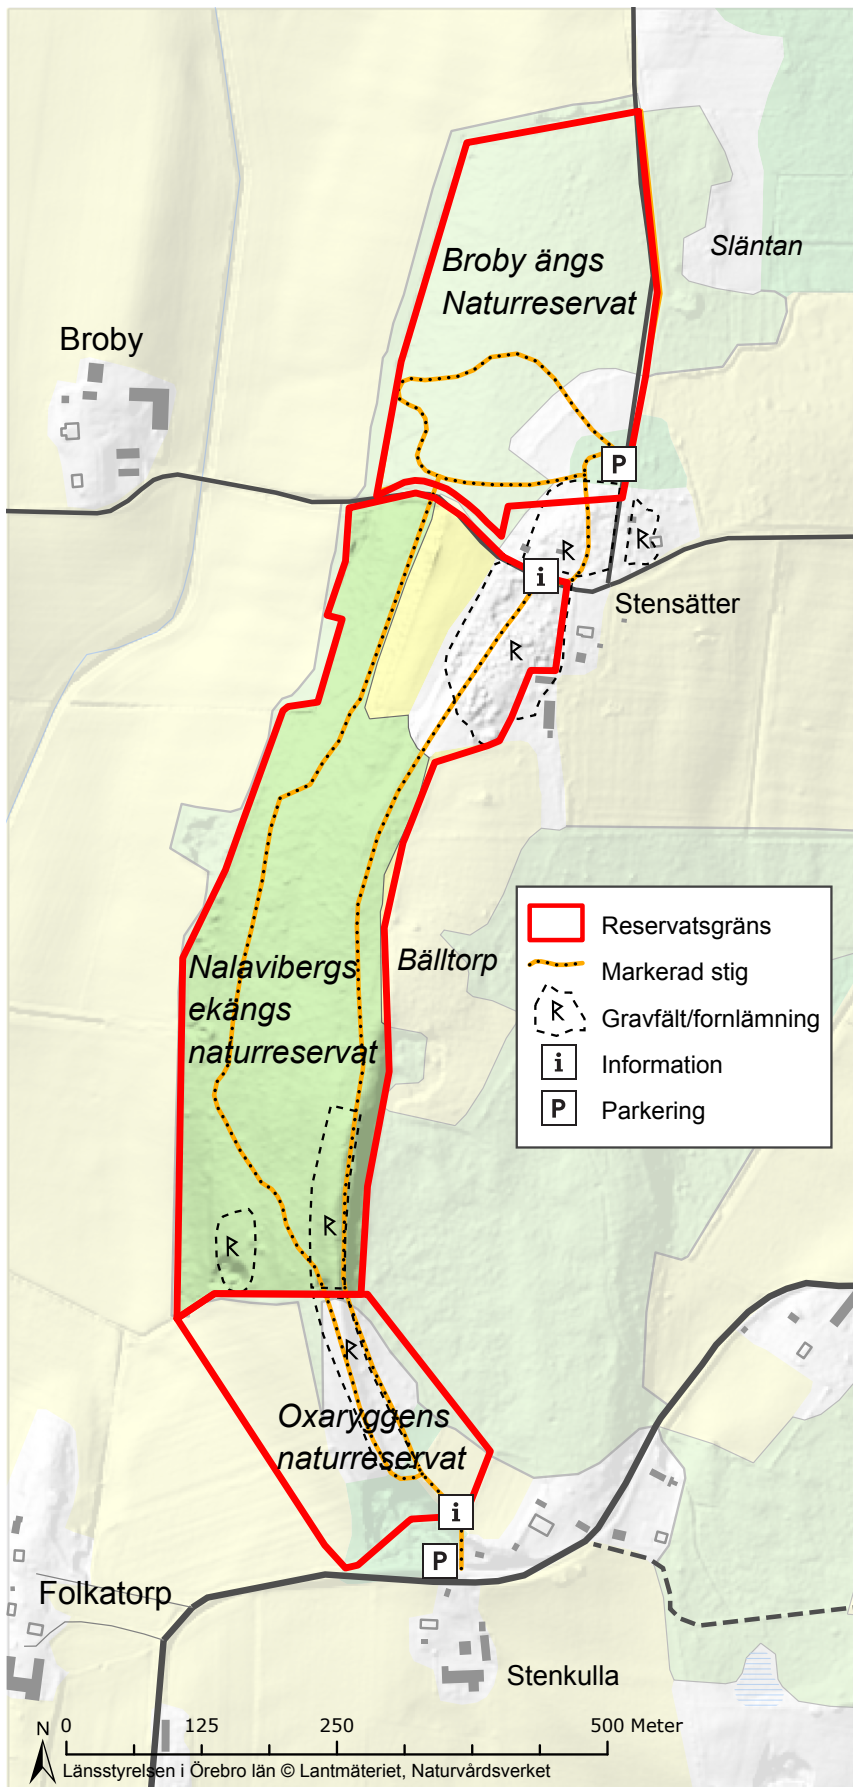 Släntan
Broby ängs
Naturreservat
Broby
P
R
R
i
Stensätter
R
Reservatsgräns
Markerad stig
R
Gravfält/fornlämning
i
Information
P
Parkering
Bälltorp
Nalavibergs
ekängs
naturreservat
R
R
R
Oxaryggens
naturreservat
i
P
Folkatorp
Stenkulla
N
0 125 250 500 Meter
Länsstyrelsen i Örebro län © Lantmäteriet, Naturvårdsverket